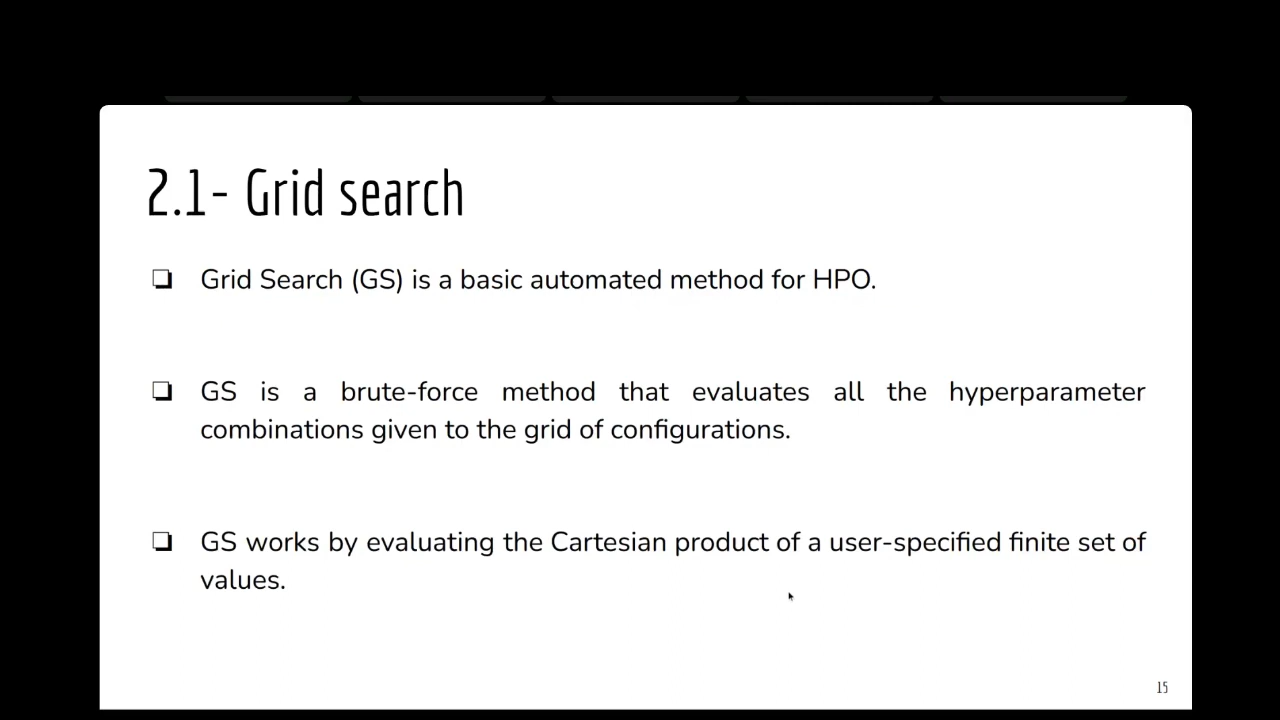 2.1- Grid search
❏ Grid Search (GS) is a basic automated method for HPO.
❏ GS is a brute-force method that evaluates all the hyperparameter
combinations given to the grid of configurations.
❏ GS works by evaluating the Cartesian product of a user-specified finite set of
values.
15